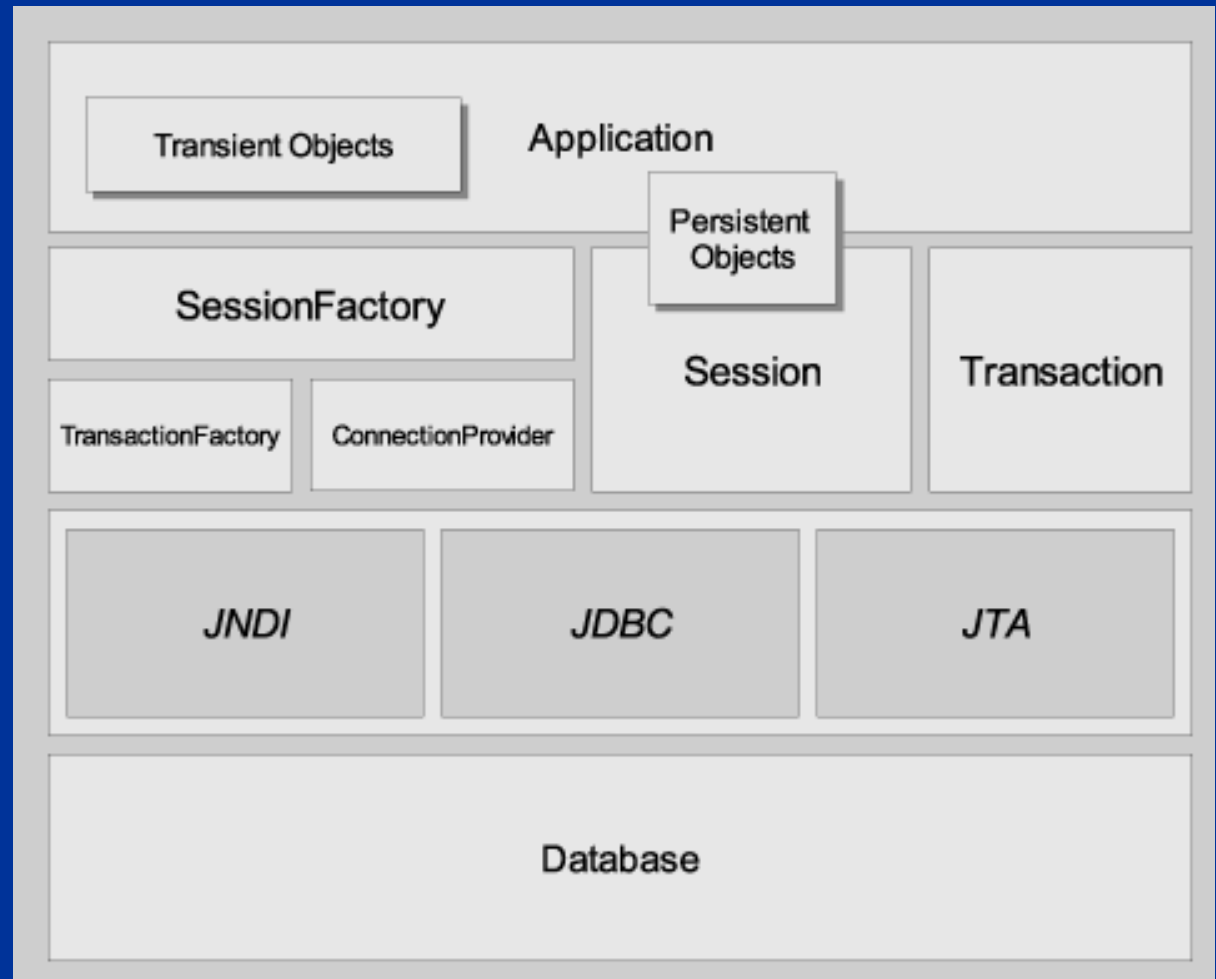 Transient Objects
Application
Persistent
Objects
SessionFactory
Session
Transaction
TransactionFactory
ConnectionProvider
JNDI
JDBC
JTA
Database